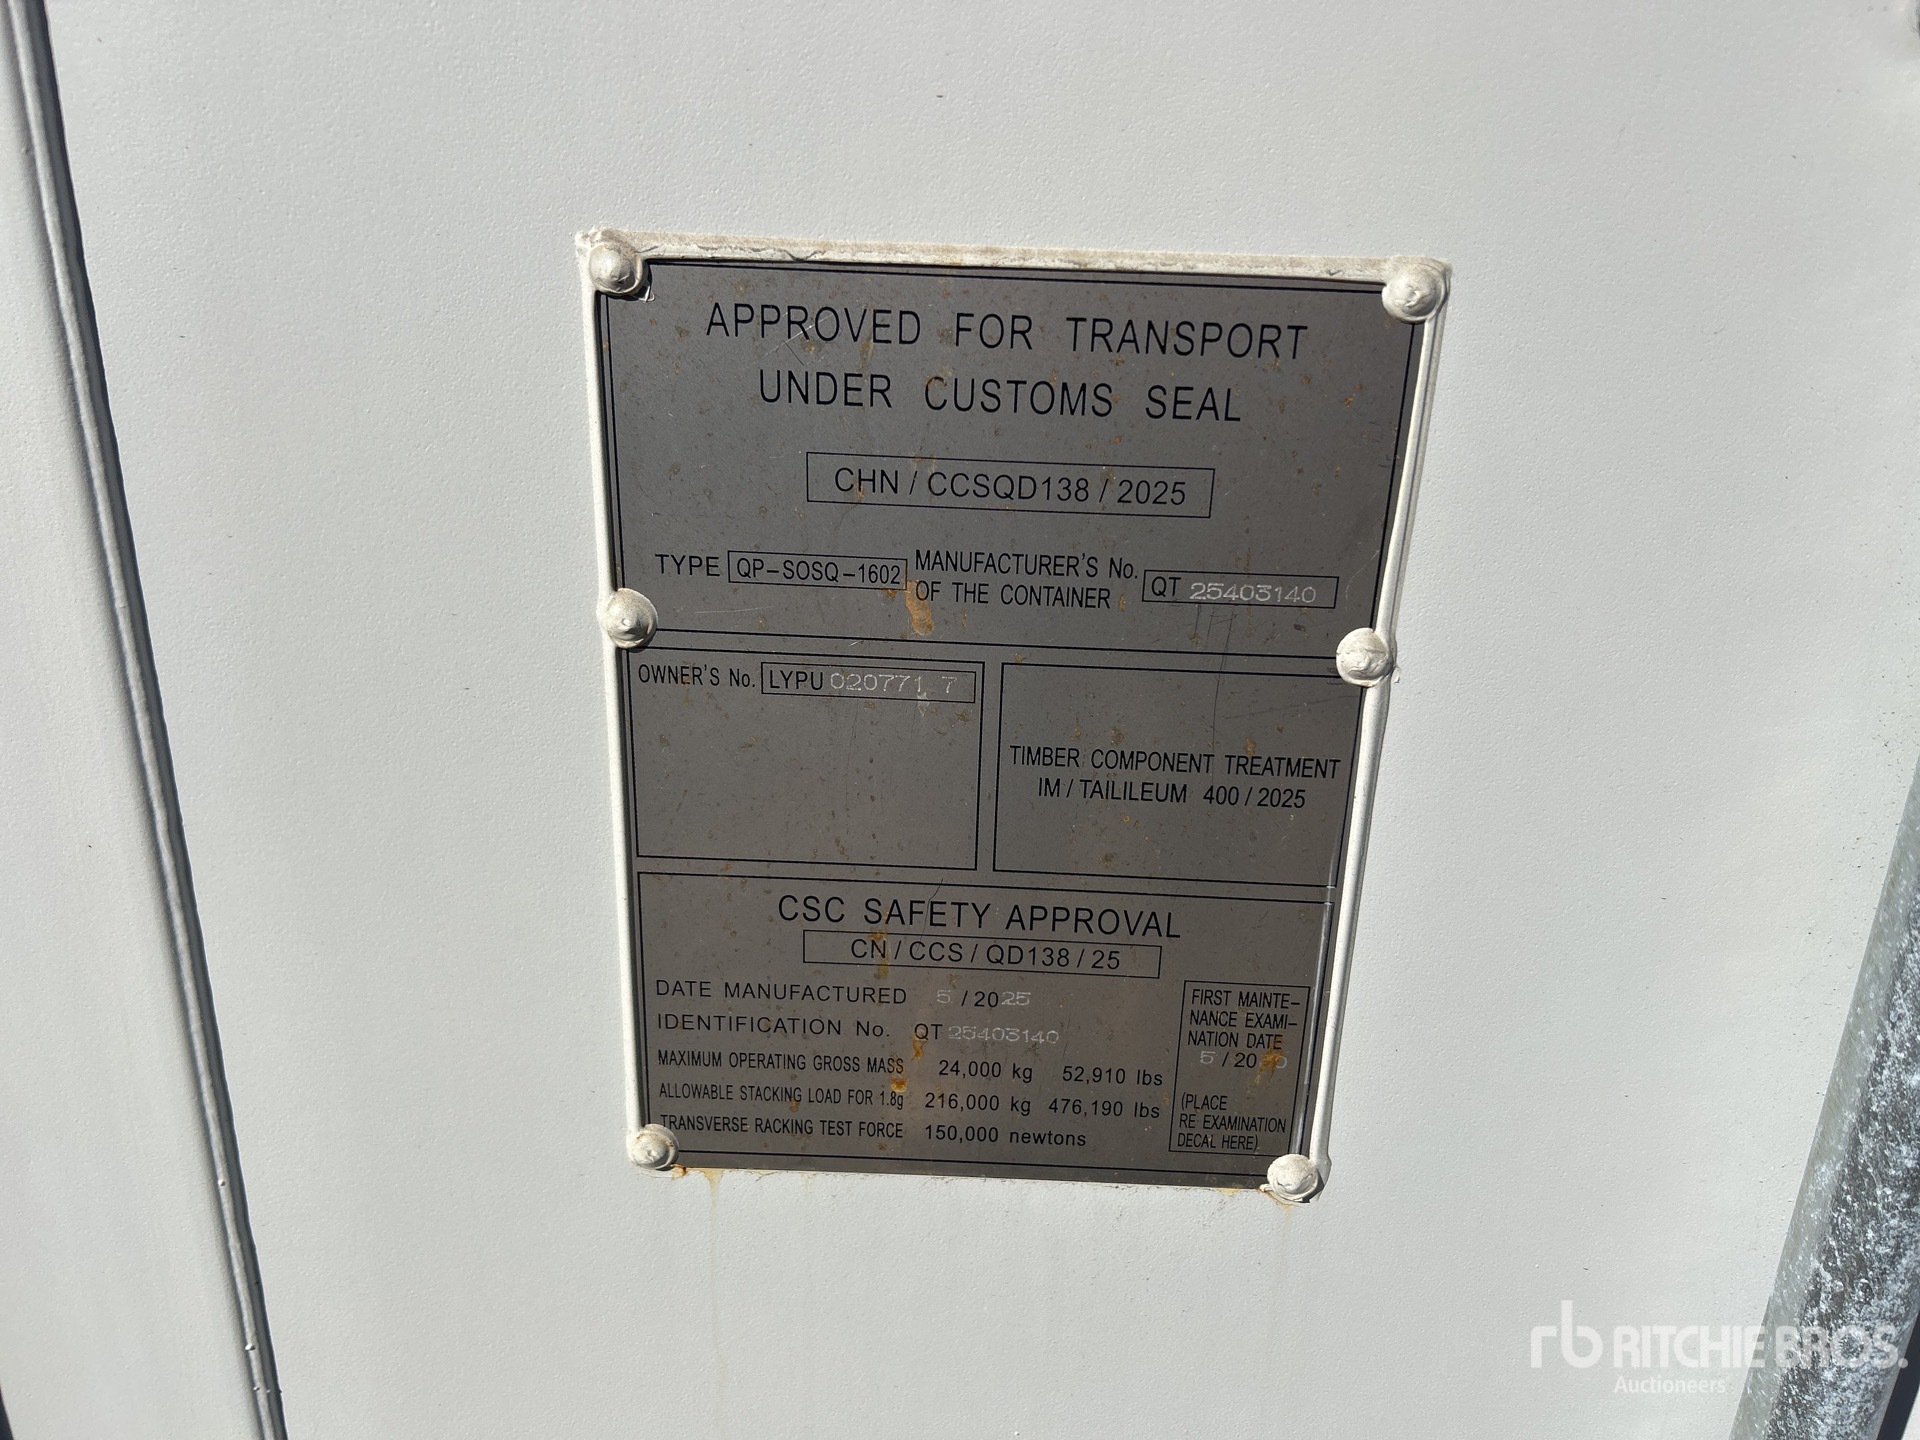 APPROVED FOR TRANSPORT
UNDER CUSTOMS SEAL
CHN / CCSQD138 / 2025
TYPE QP-SOSQ-1602 MANUFACTURER'S No. OF THE CONTAINER QT 25403140
OWNER'S No. LYPU 020771 7
TIMBER COMPONENT TREATMENT
IM / TAILILEUM 400 / 2025
CSC SAFETY APPROVAL
CN / CCS / QD138 / 25
DATE MANUFACTURED 5 / 2025
IDENTIFICATION No. QT 25403140
MAXIMUM OPERATING GROSS MASS 24,000 kg 52,910 lbs
ALLOWABLE STACKING LOAD FOR 1.8g 216,000 kg 476,190 lbs
TRANSVERSE RACKING TEST FORCE 150,000 newtons
FIRST MAINTE-
NANCE EXAMI-
NATION DATE
5 /
(PLACE
RE EXAMINATION
DECAL HERE)
rb RITCHIE BROS.
Auctioneers